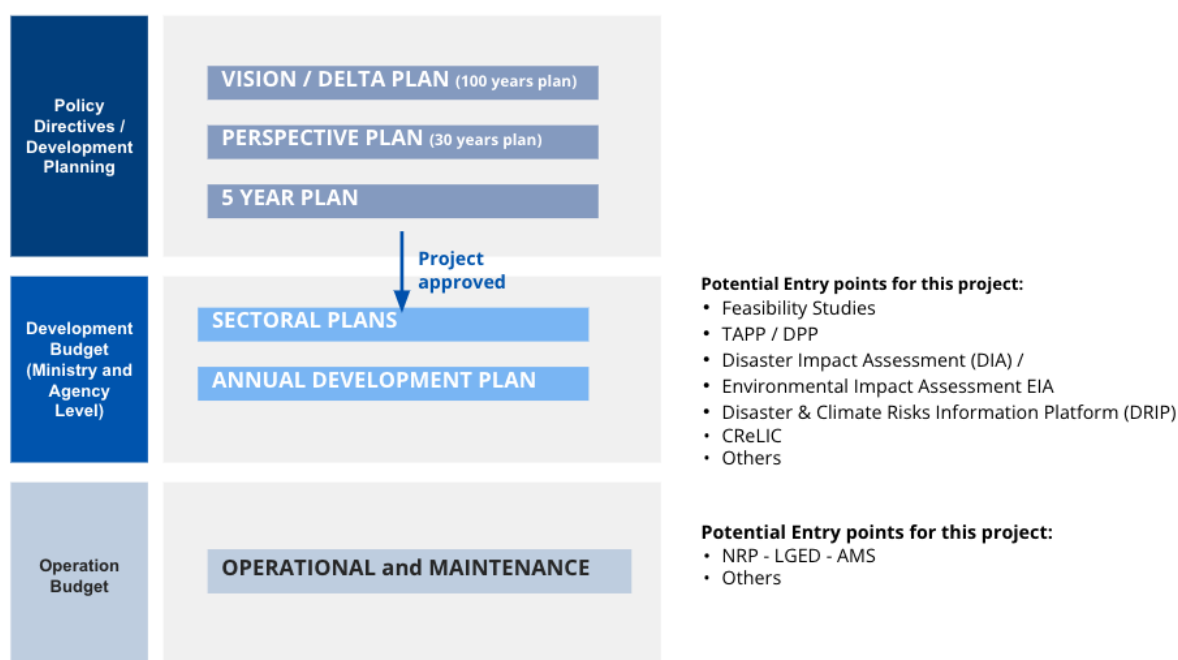 Policy
Directives /
Development
Planning
VISION / DELTA PLAN (100 years plan)
PERSPECTIVE PLAN (30 years plan)
5 YEAR PLAN
Project
approved
Development
Budget
(Ministry and
Agency
Level)
SECTORAL PLANS
ANNUAL DEVELOPMENT PLAN
Potential Entry points for this project:
• Feasibility Studies
• TAPP / DPP
• Disaster Impact Assessment (DIA) /
• Environmental Impact Assessment EIA
• Disaster & Climate Risks Information Platform (DRIP)
• CReLIC
• Others
Operation
Budget
OPERATIONAL and MAINTENANCE
Potential Entry points for this project:
• NRP - LGED - AMS
• Others